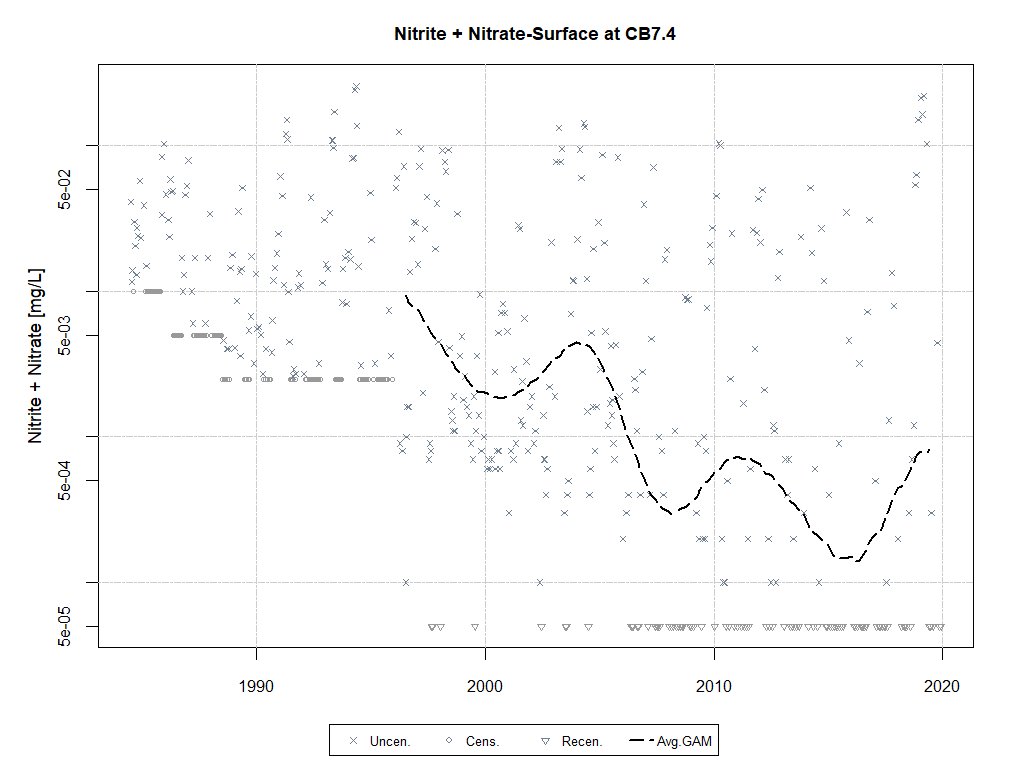 Nitrite + Nitrate-Surface at CB7.4
Nitrite + Nitrate [mg/L]
5e-02
5e-03
5e-04
5e-05
1990 2000 2010 2020
Uncen. Cens. Recen. Avg.GAM